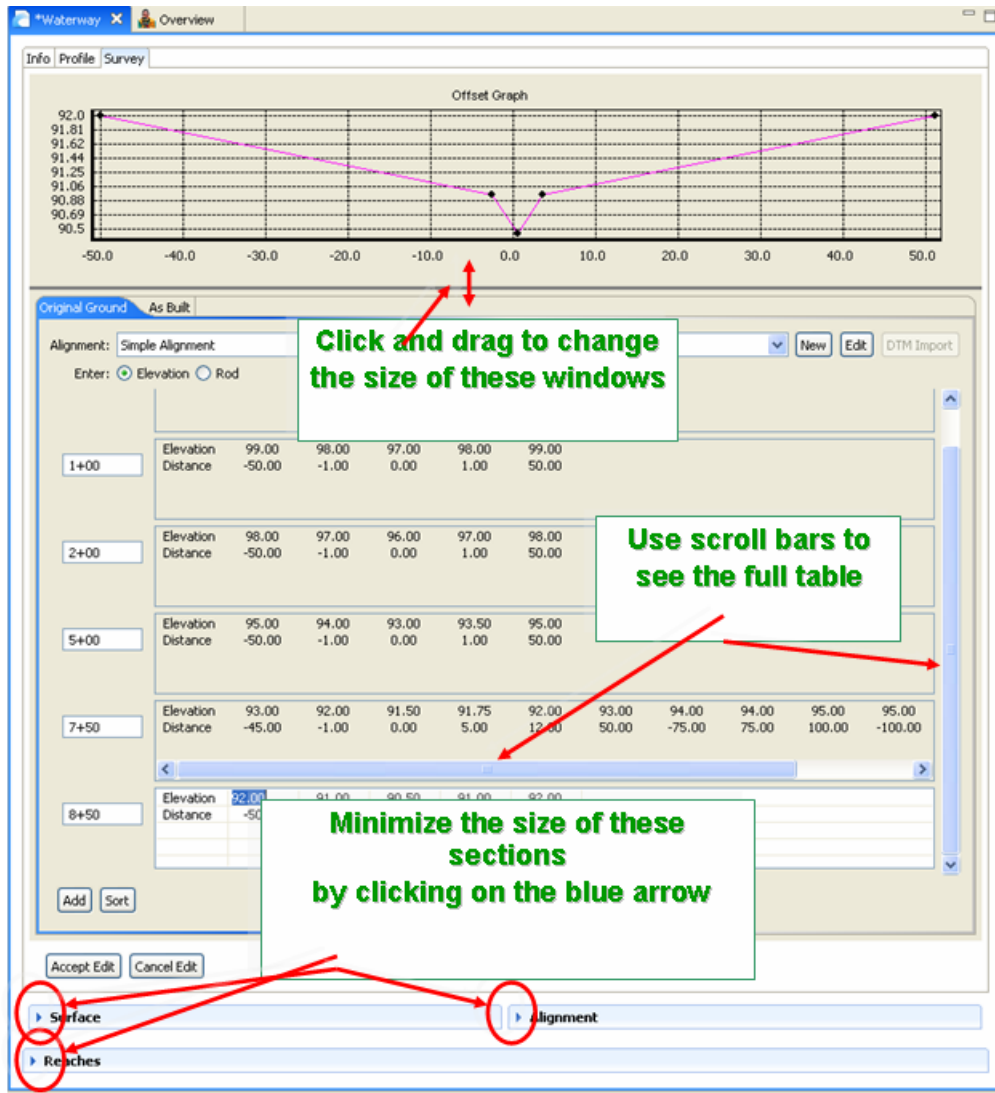 *Waterway Overview
Info Profile Survey
Offset Graph
92.0
91.81
91.62
91.44
91.25
91.06
90.88
90.69
90.5
-50.0 -40.0 -30.0 -20.0 -10.0 0.0 10.0 20.0 30.0 40.0 50.0
Original Ground As Built
Alignment: Simple Alignment New Edit DTM Import
Enter: Elevation Rod
Click and drag to change
the size of these windows
1+00
Elevation 99.00 98.00 97.00 98.00 99.00
Distance -50.00 -1.00 0.00 1.00 50.00
2+00
Elevation 98.00 97.00 96.00 97.00 98.00
Distance -50.00 -1.00 0.00 1.00 50.00
Use scroll bars to
see the full table
5+00
Elevation 95.00 94.00 93.00 93.50 95.00
Distance -50.00 -1.00 0.00 1.00 50.00
7+50
Elevation 93.00 92.00 91.50 91.75 92.00 93.00 94.00 94.00 95.00 95.00
Distance -45.00 -1.00 0.00 5.00 12.00 50.00 -75.00 75.00 100.00 -100.00
8+50
Elevation 92.00 91.00 90.50 91.00 92.00
Distance
Minimize the size of these
sections
by clicking on the blue arrow
Add Sort
Accept Edit Cancel Edit
Surface Alignment
Reaches